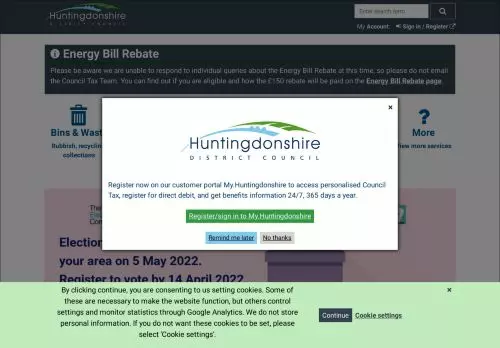 Huntingdonshire
DISTRICT COUNCIL
Enter search term
My Account: Sign in / Register
Energy Bill Rebate
Please be aware we are unable to respond to individual queries about the Energy Bill Rebate at this time, so please do not email
the Council Tax Team. You can find out if you are eligible and how the £150 rebate will be paid on the Energy Bill Rebate page.
Bins & Wast
Rubbish, recyclin
collections
More
View more services
×
Huntingdonshire
DISTRICT COUNCIL
Register now on our customer portal My.Huntingdonshire to access personalised Council
Tax, register for direct debit, and get benefits information 24/7, 365 days a year.
Register/sign in to My.Huntingdonshire
Remind me later
No thanks
The
Com
Election
your area on 5 May 2022.
Register to vote by 14 April 2022
By clicking continue, you are consenting to us setting cookies. Some of
these are necessary to make the website function, but others control
settings and monitor statistics through Google Analytics. We do not store
personal information. If you do not want these cookies to be set, please
select 'Cookie settings'.
Continue
Cookie settings
×